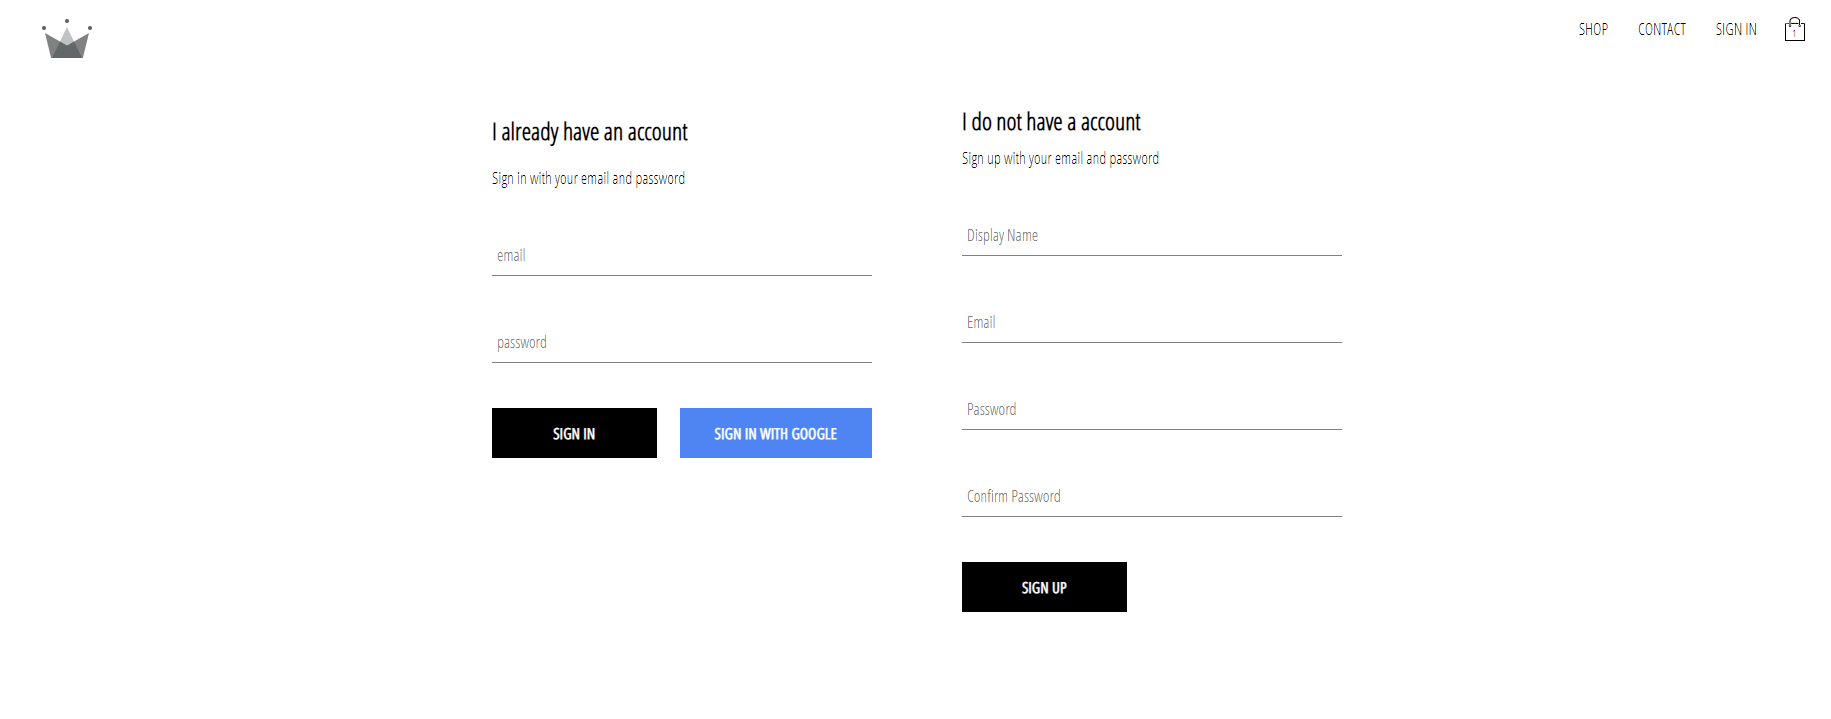 SHOP CONTACT SIGN IN 1
I already have an account
Sign in with your email and password
email
password
SIGN IN SIGN IN WITH GOOGLE
I do not have a account
Sign up with your email and password
Display Name
Email
Password
Confirm Password
SIGN UP